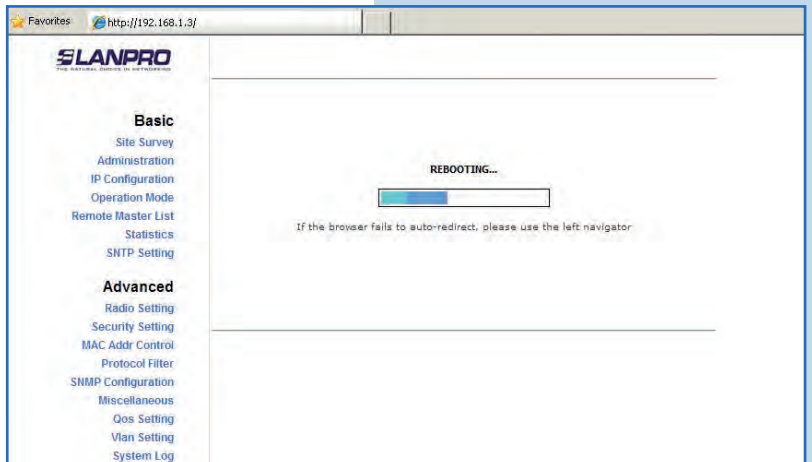 Favorites
http://192.168.1.3/
LANPRO
THE NATURAL CHOICE IN NETWORKING
Basic
Site Survey
Administration
IP Configuration
Operation Mode
Remote Master List
Statistics
SNTP Setting
Advanced
Radio Setting
Security Setting
MAC Addr Control
Protocol Filter
SNMP Configuration
Miscellaneous
Qos Setting
Vlan Setting
System Log
REBOOTING...
If the browser fails to auto-redirect, please use the left navigator